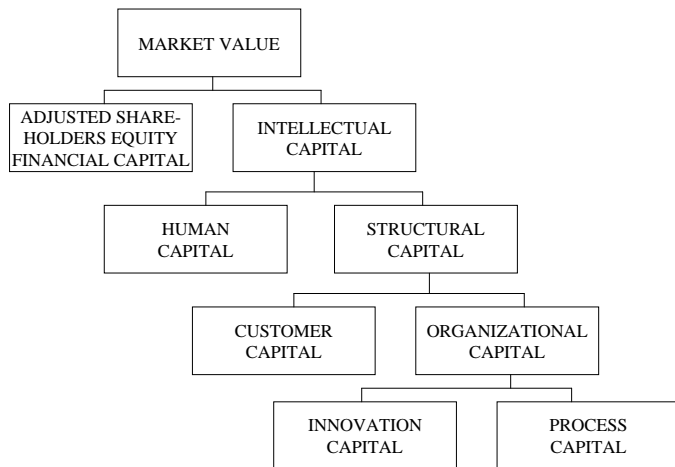 MARKET VALUE
ADJUSTED SHARE-
HOLDERS EQUITY
FINANCIAL CAPITAL
INTELLECTUAL
CAPITAL
HUMAN
CAPITAL
STRUCTURAL
CAPITAL
CUSTOMER
CAPITAL
ORGANIZATIONAL
CAPITAL
INNOVATION
CAPITAL
PROCESS
CAPITAL